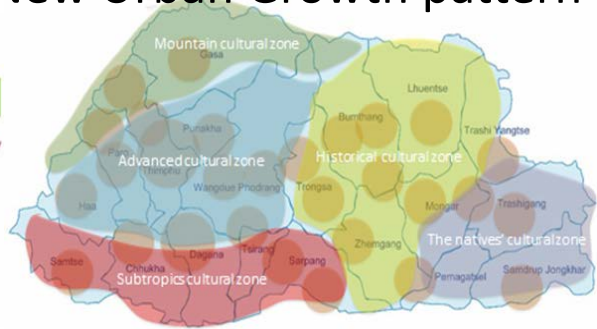 New Urban Growth pattern
Mountain cultural zone
Gasa
Lhuentse
Bumthang
Punakha
Trashi Yangtse
Paro
Advanced cultural zone
Historical cultural zone
Thimphu
Wangdue Phodrang
Trongsa
Haa
Mongar
Trashigang
Zhemgang
The natives' cultural zone
Samtse
Chhukha
Dagana
Tsirang
Sarpang
Pemagatsel
Samdrup Jongkhar
Subtropics cultural zone